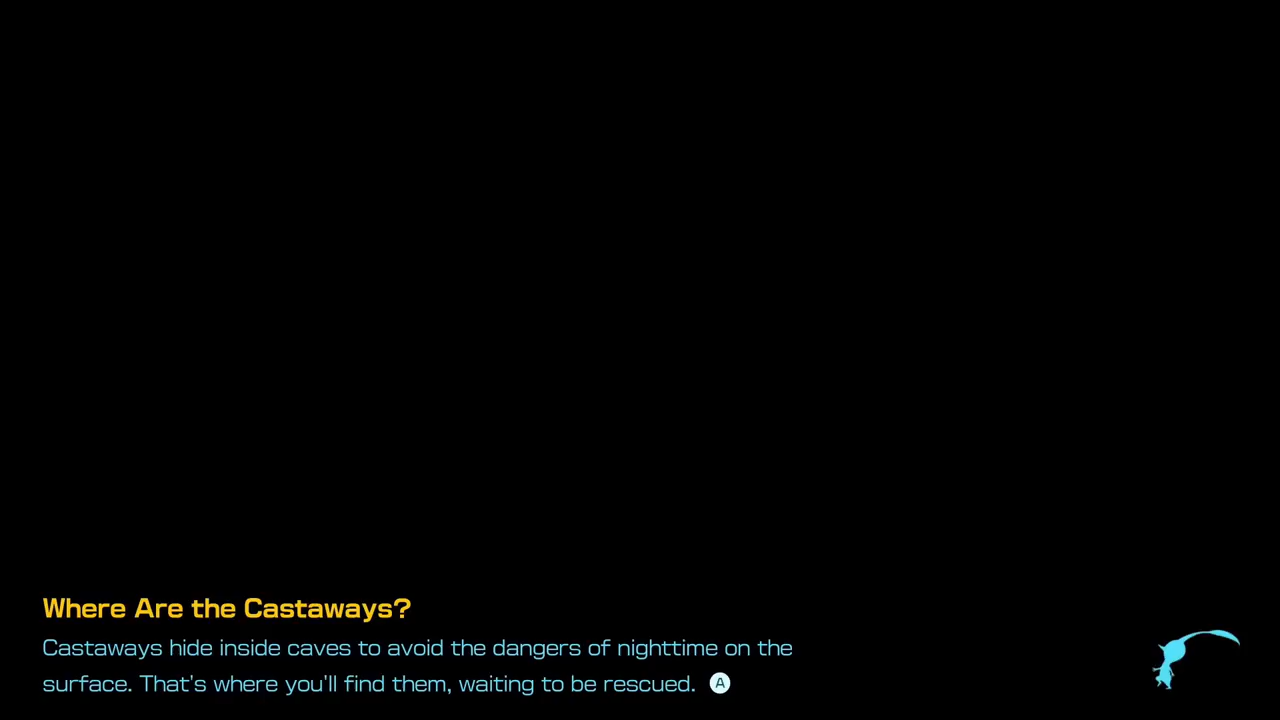 Where Are the Castaways?
Castaways hide inside caves to avoid the dangers of nighttime on the
surface. That's where you'll find them, waiting to be rescued. A